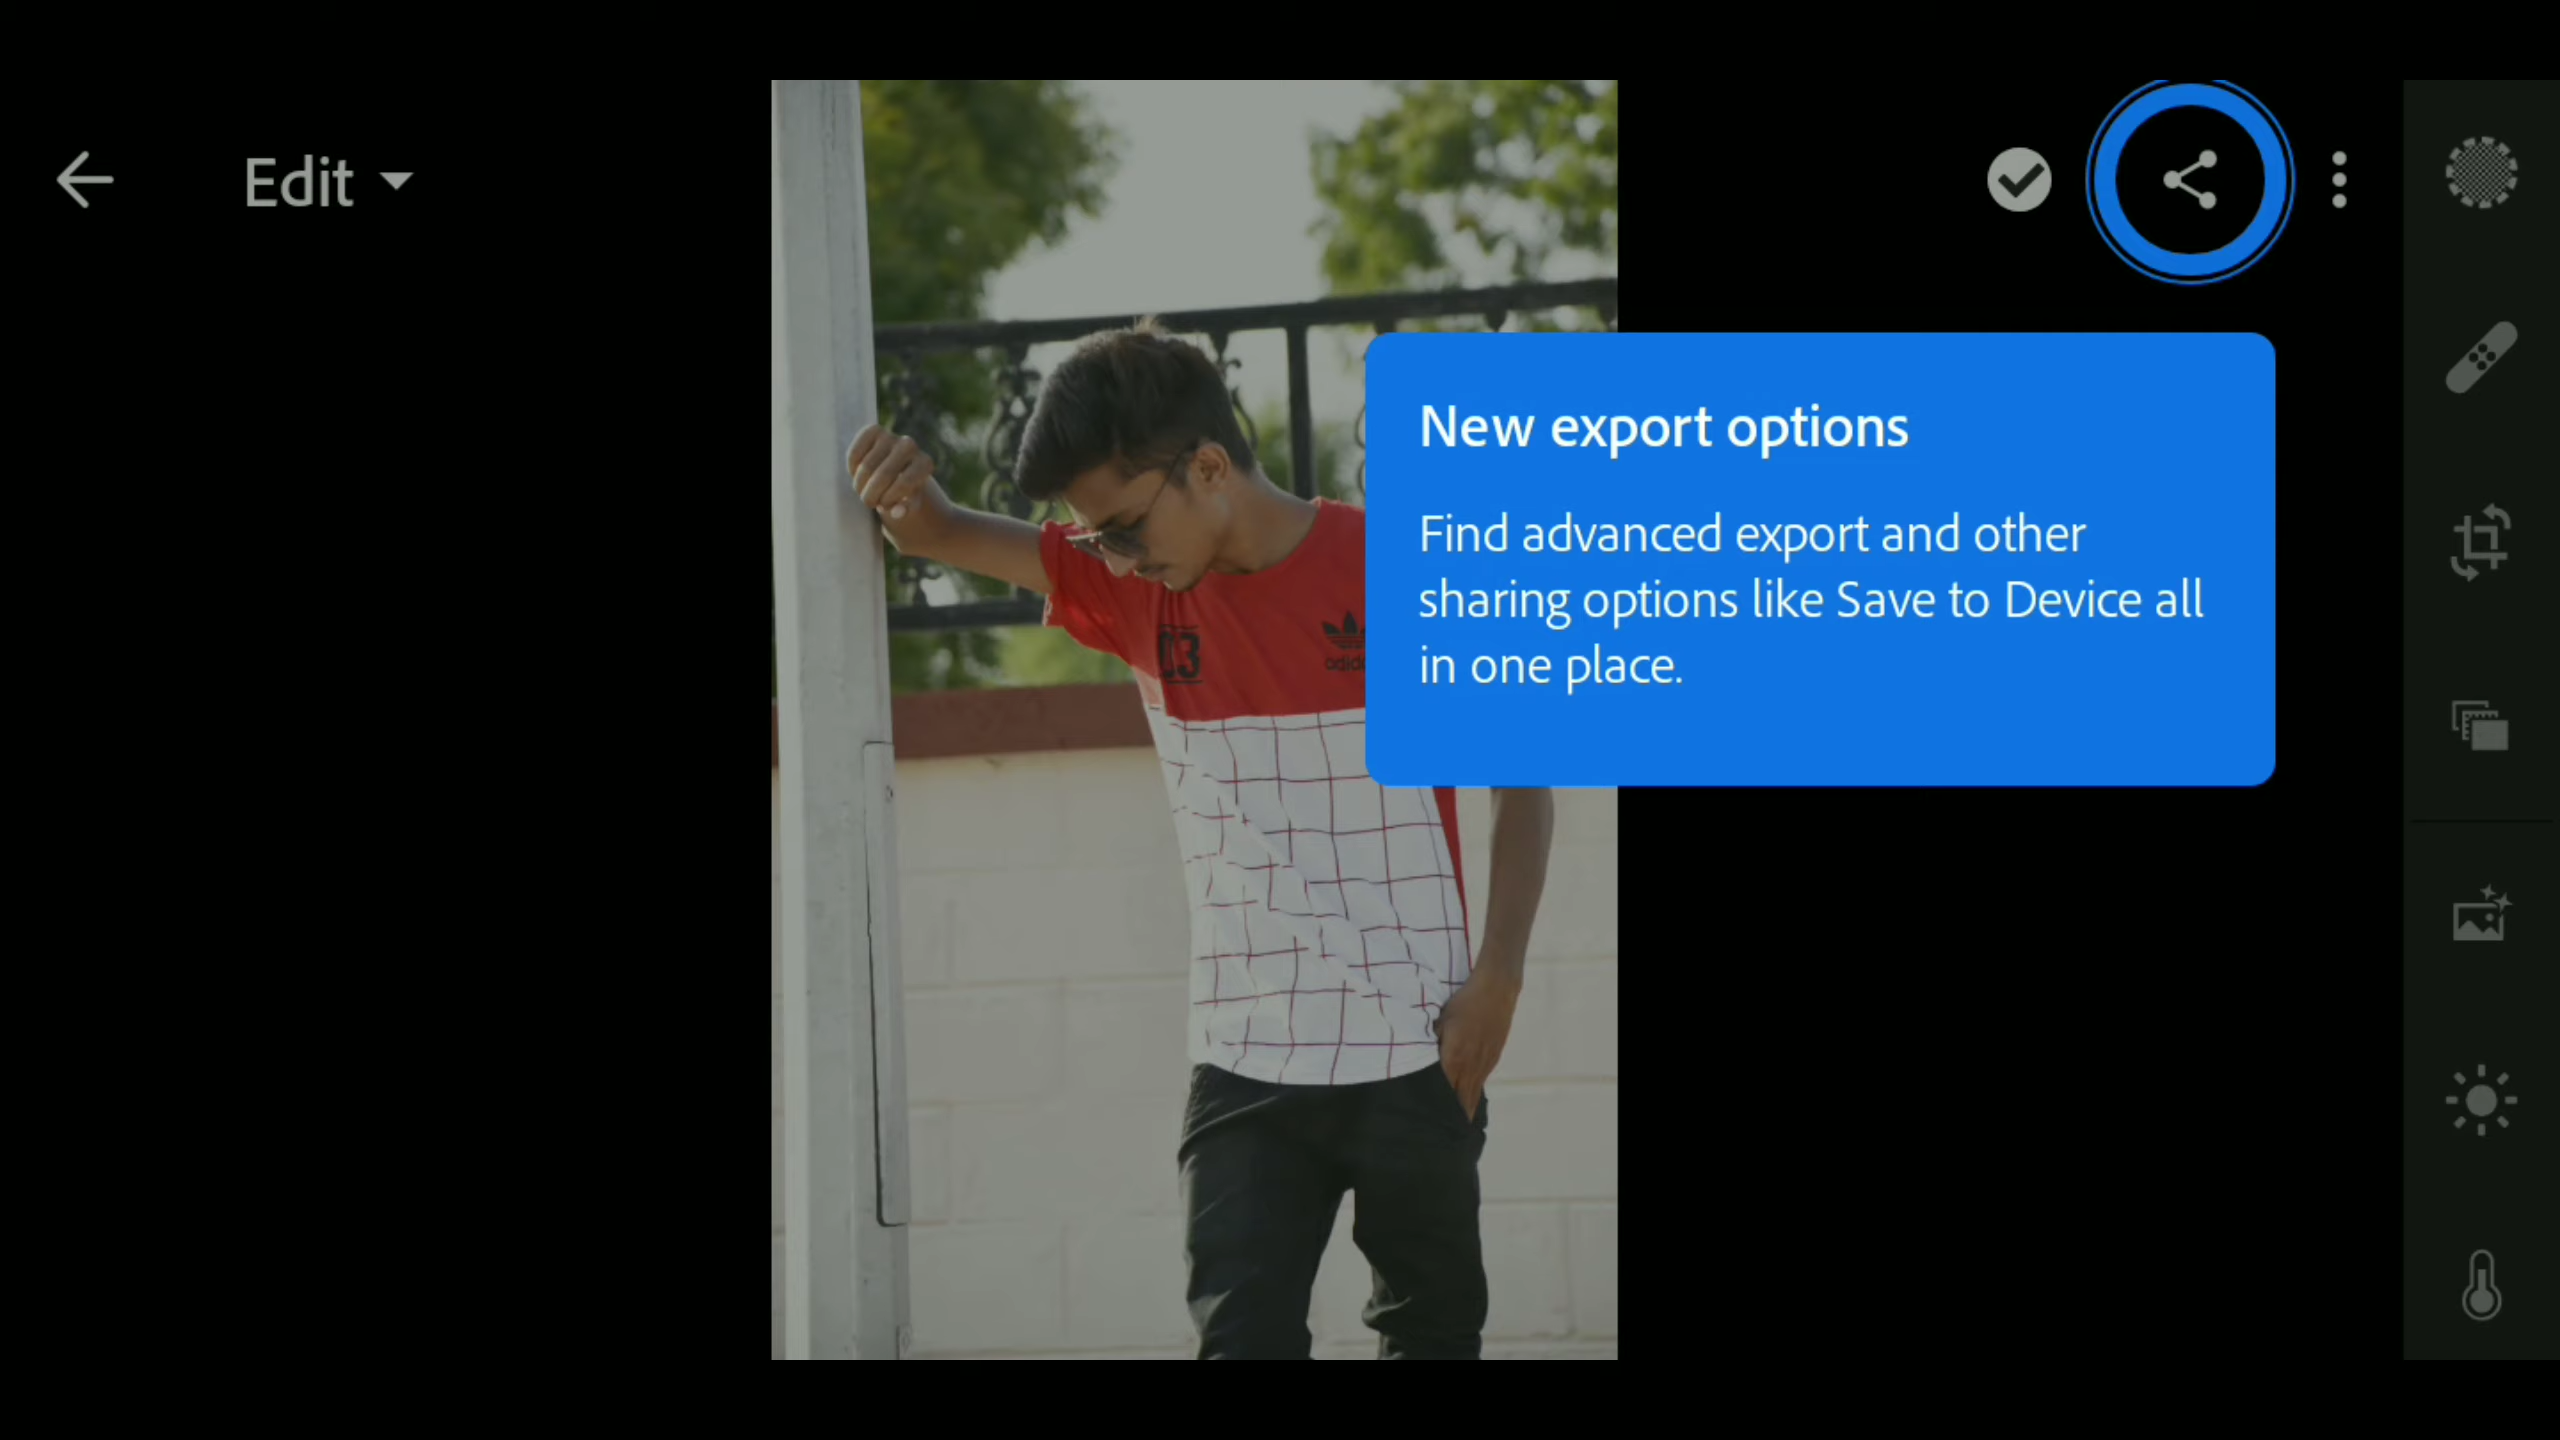 Edit
New export options
Find advanced export and other
sharing options like Save to Device all
in one place.
03